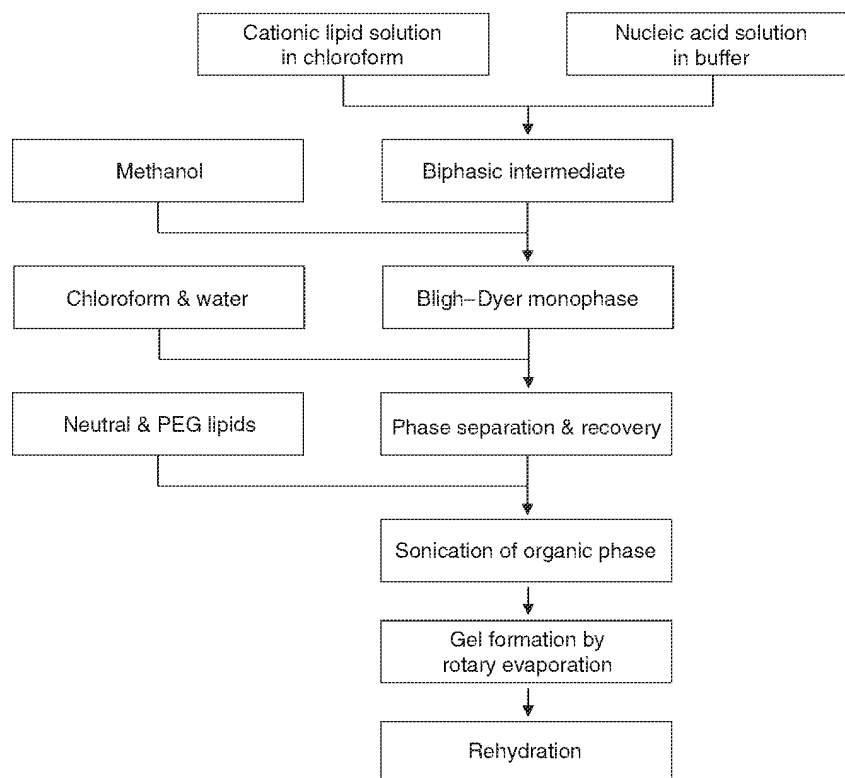 Cationic lipid solution
in chloroform
Nucleic acid solution
in buffer
Methanol
Biphasic intermediate
Chloroform & water
Bligh–Dyer monophase
Neutral & PEG lipids
Phase separation & recovery
Sonication of organic phase
Gel formation by
rotary evaporation
Rehydration